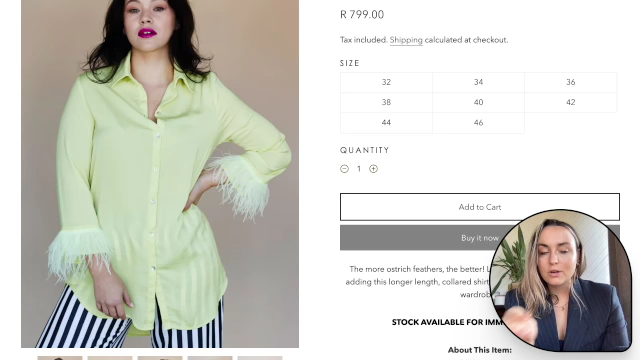 R 799.00
Tax included. Shipping calculated at checkout.
SIZE
32 34 36
38 40 42
44 46
QUANTITY
1
Add to Cart
Buy it now
The more ostrich feathers, the better!
adding this longer length, collared
wardrob
STOCK AVAILABLE FOR IMM
About This Item: